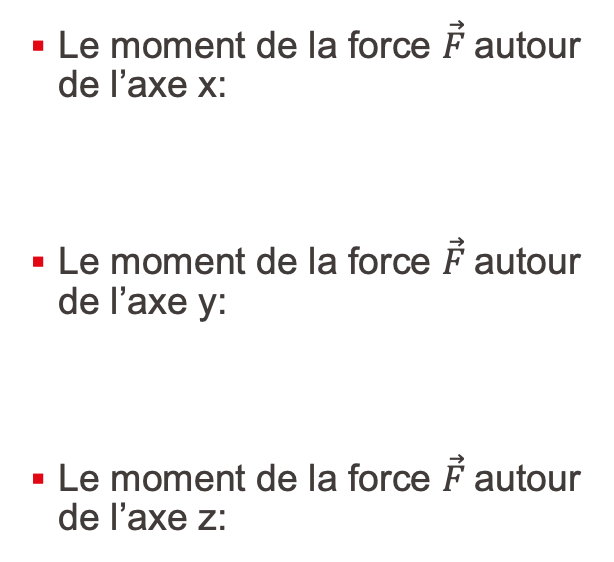 ▪ Le moment de la force F⃗ autour
de l’axe x:
▪ Le moment de la force F⃗ autour
de l’axe y:
▪ Le moment de la force F⃗ autour
de l’axe z: